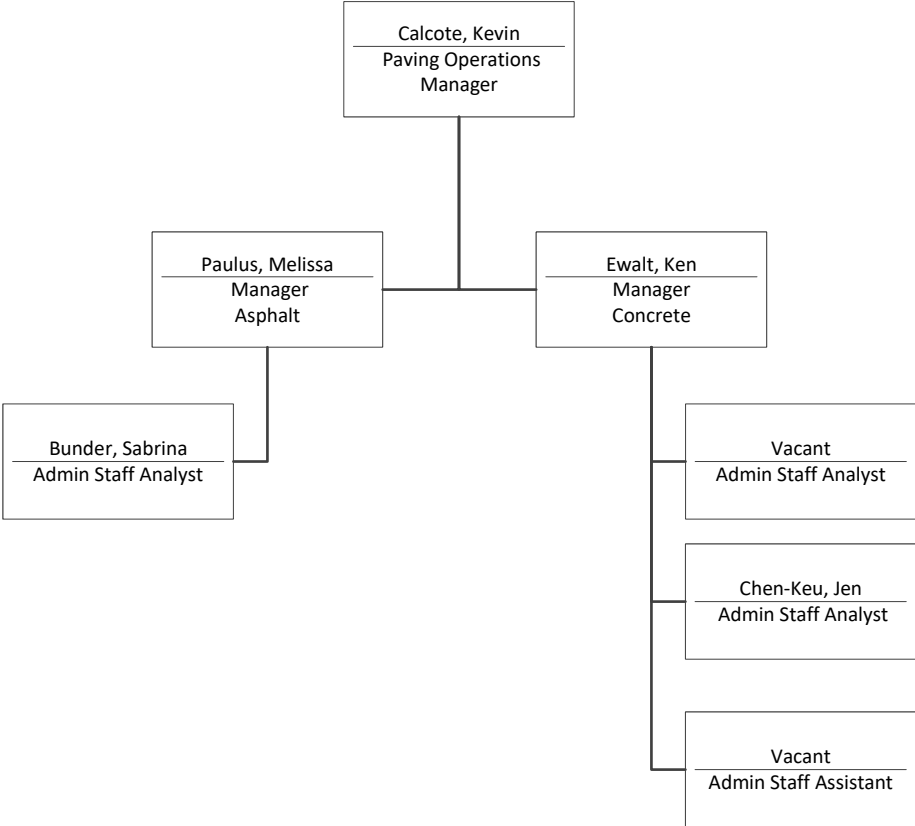 Calcote, Kevin
Paving Operations
Manager
Paulus, Melissa
Manager
Asphalt
Ewalt, Ken
Manager
Concrete
Bunder, Sabrina
Admin Staff Analyst
Vacant
Admin Staff Analyst
Chen-Keu, Jen
Admin Staff Analyst
Vacant
Admin Staff Assistant